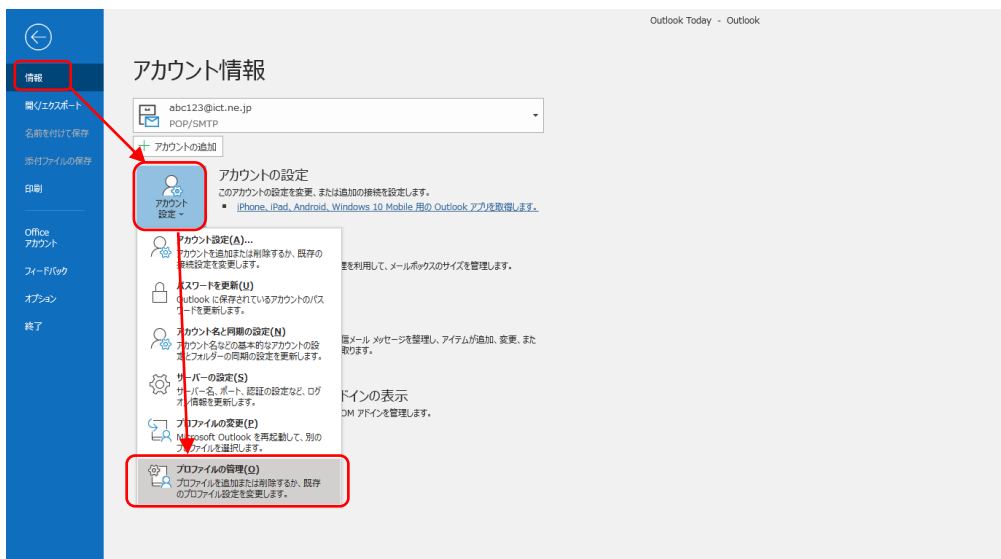 Outlook Today - Outlook
情報
開く/エクスポート
名前を付けて保存
添付ファイルの保存
印刷
Office
アカウント
フィードバック
オプション
終了
アカウント情報
abc123@ict.ne.jp
POP/SMTP
アカウントの追加
アカウント
設定
アカウントの設定
このアカウントの設定を変更、または追加の接続を設定します。
iPhone、iPad、Android、Windows 10 Mobile 用の Outlook アプリを取得します。
アカウント設定(A)...
アカウントを追加または削除するか、既存の
接続設定を変更します。
パスワードを更新(U)
Outlook に保存されているアカウントのパス
ワードを更新します。
アカウント名と同期の設定(N)
アカウント名などの基本的なアカウントの設
定とフォルダーの同期の設定を更新します。
サーバーの設定(S)
サーバー名、ポート、認証の設定など、ログ
オン情報を更新します。
プロファイルの変更(P)
Microsoft Outlook を再起動して、別の
プロファイルを選択します。
プロファイルの管理(O)
プロファイルを追加または削除するか、既存
のプロファイル設定を変更します。
を利用して、メールボックスのサイズを管理します。
信メール メッセージを整理し、アイテムが追加、変更、また
取ります。
ドインの表示
OM アドインを管理します。